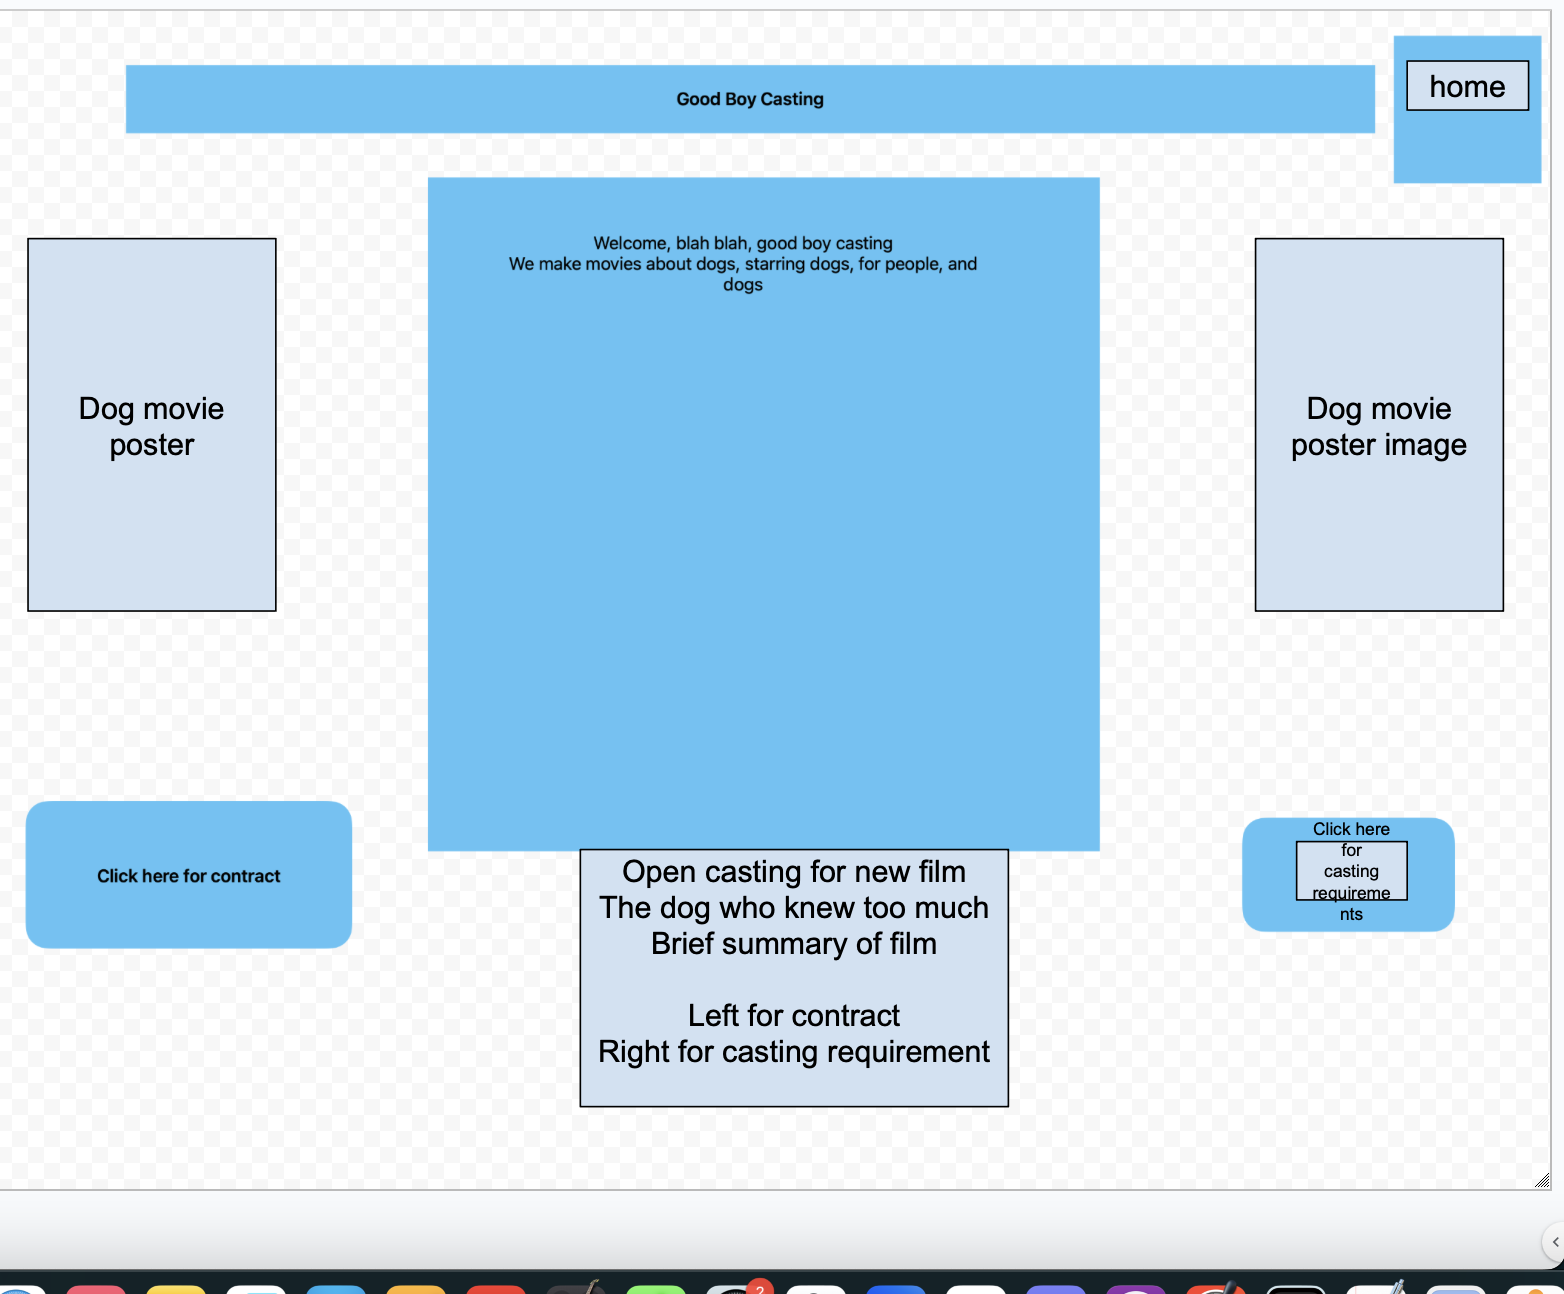 Good Boy Casting
home
Welcome, blah blah, good boy casting
We make movies about dogs, starring dogs, for people, and
dogs
Dog movie
poster
Dog movie
poster image
Click here for contract
Open casting for new film
The dog who knew too much
Brief summary of film
Left for contract
Right for casting requirement
Click here
for
casting
requireme
nts
2